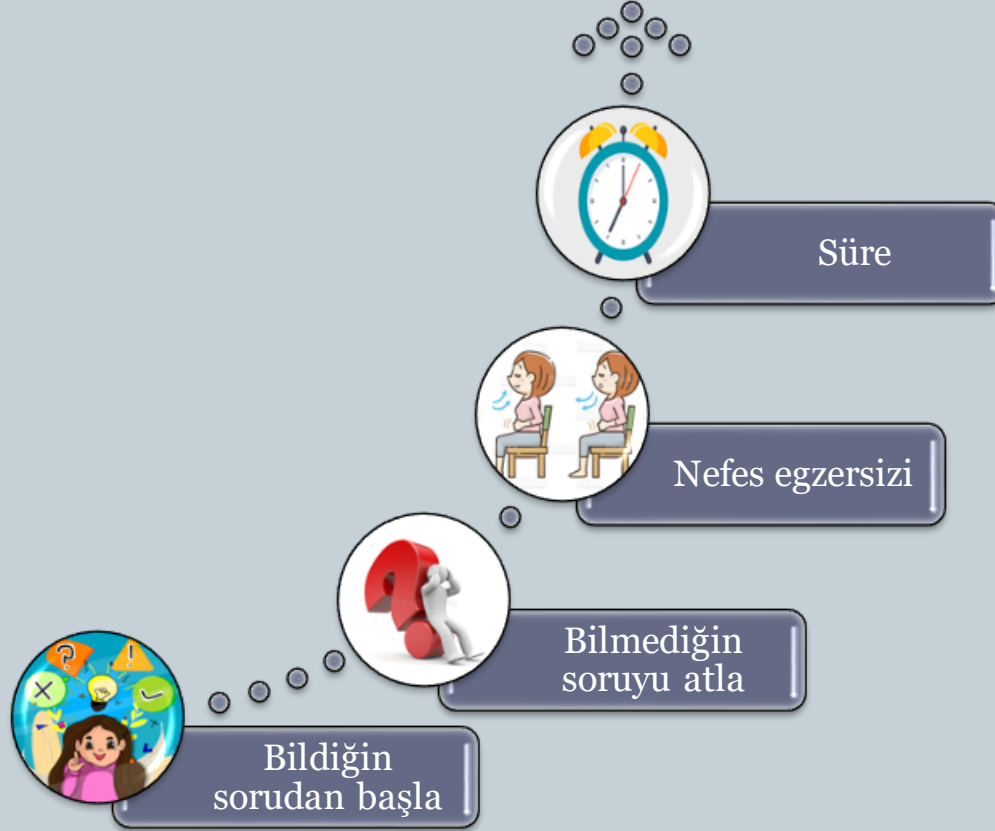 Süre
Nefes egzersizi
Bilmediğin
soruyu atla
Bildiğin
sorudan başla